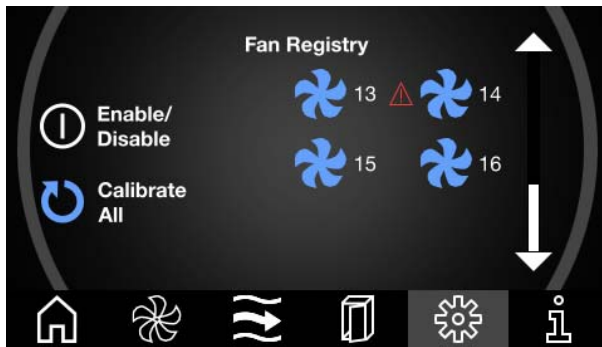 Fan Registry
13
14
Enable/
Disable
15
16
Calibrate
All